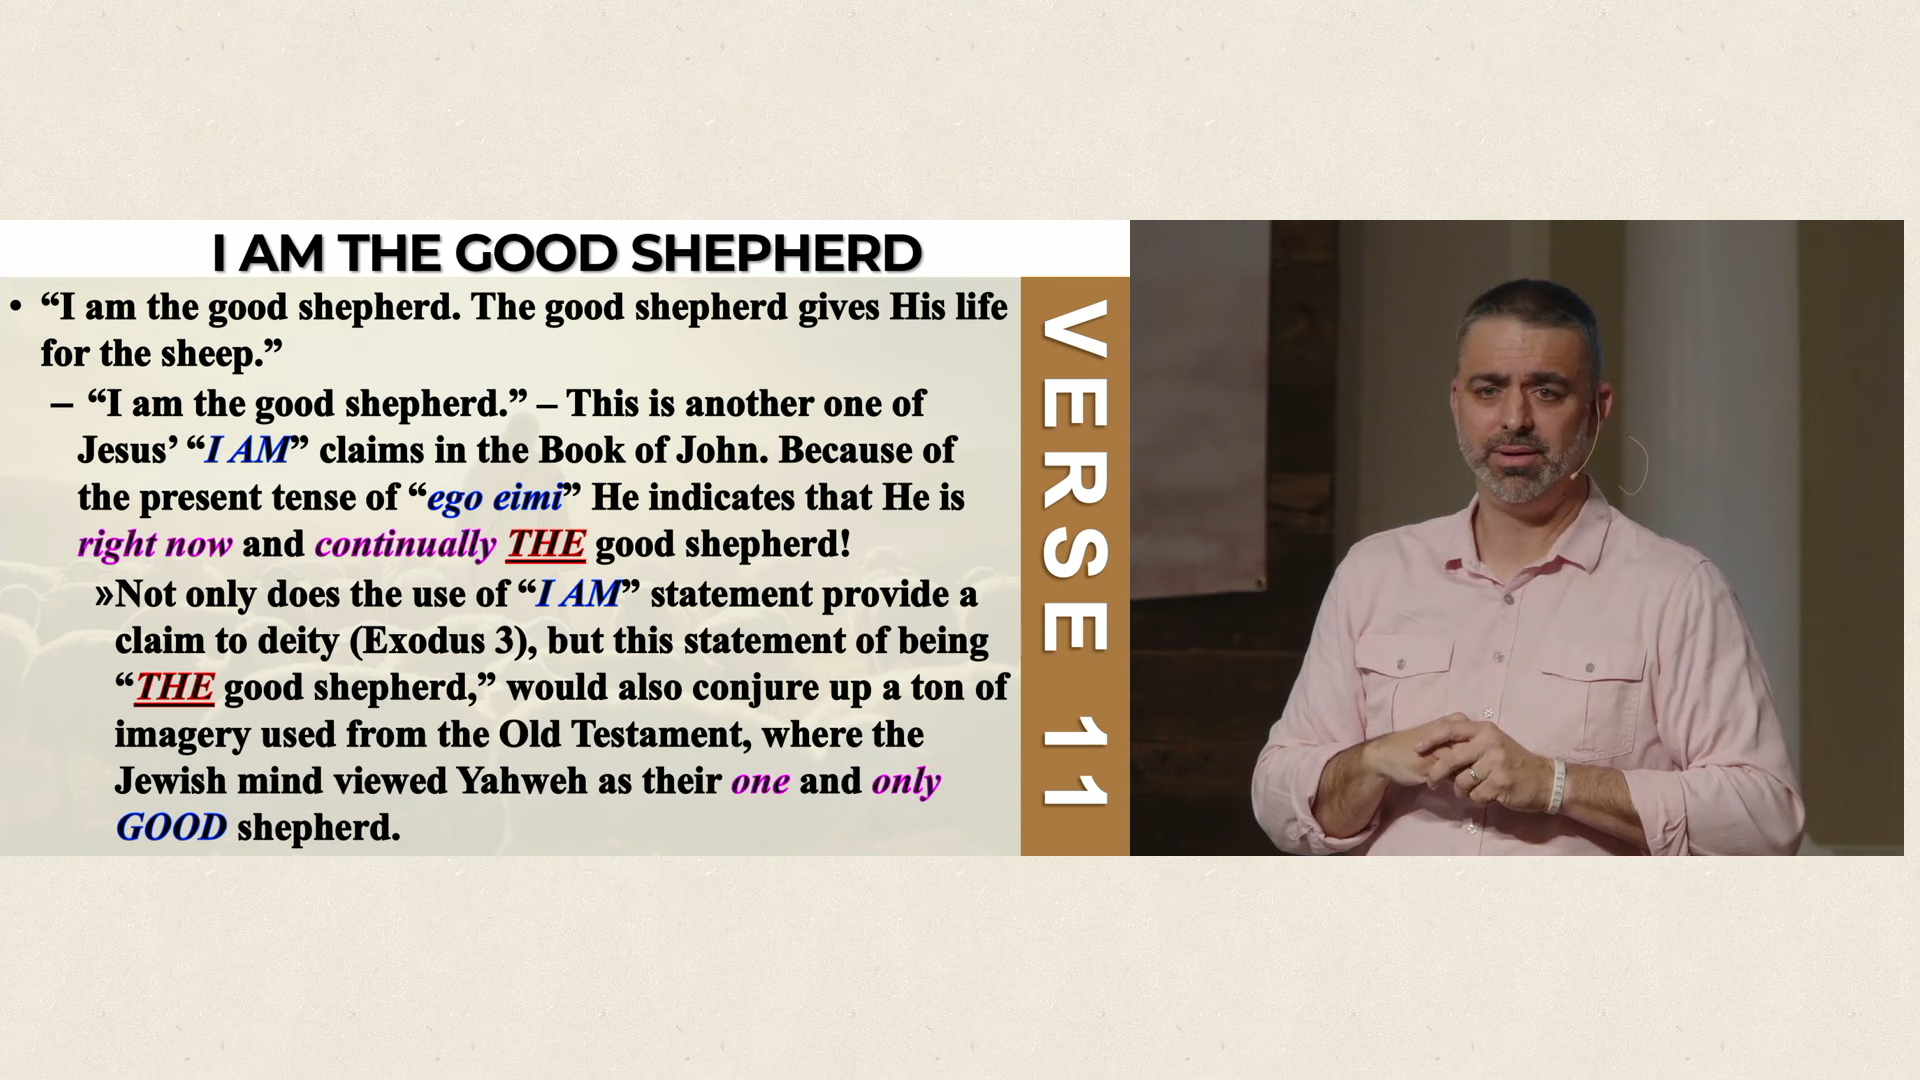 I AM THE GOOD SHEPHERD
• “I am the good shepherd. The good shepherd gives His life
for the sheep.”
– “I am the good shepherd.” – This is another one of
Jesus’ “I AM” claims in the Book of John. Because of
the present tense of “ego eimi” He indicates that He is
right now and continually THE good shepherd!
»Not only does the use of “I AM” statement provide a
claim to deity (Exodus 3), but this statement of being
“THE good shepherd,” would also conjure up a ton of
imagery used from the Old Testament, where the
Jewish mind viewed Yahweh as their one and only
GOOD shepherd.
VERSE 11